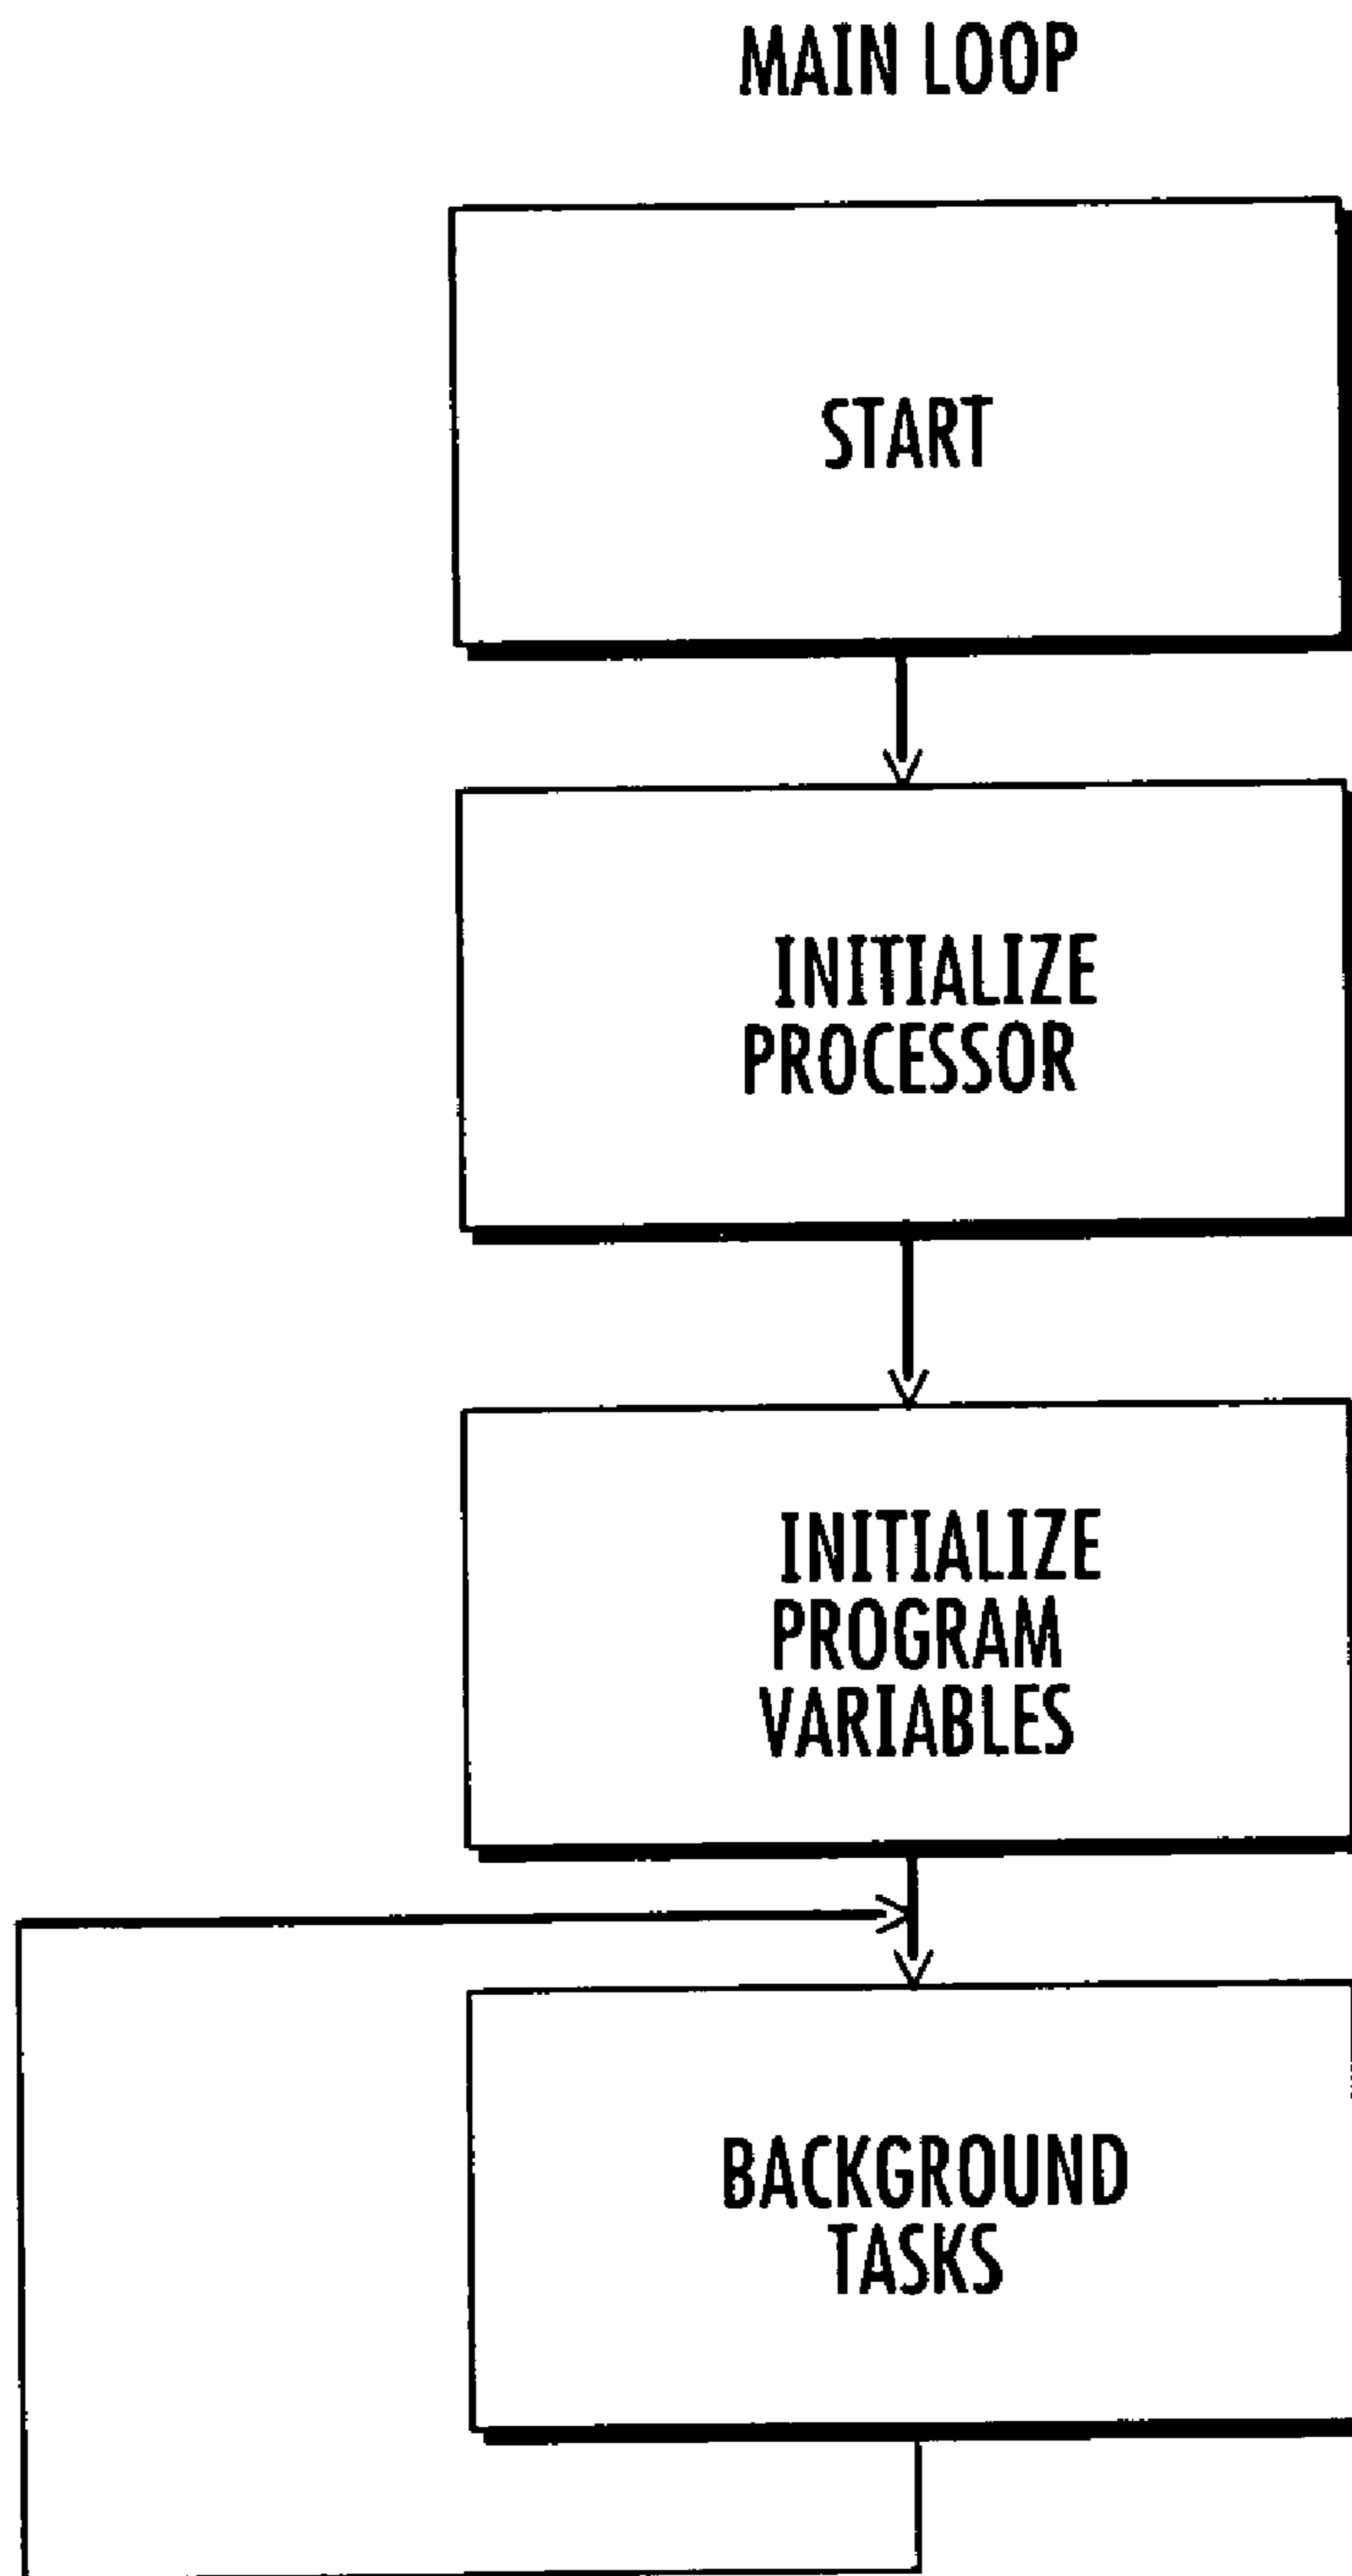 MAIN LOOP
START
INITIALIZE
PROCESSOR
INITIALIZE
PROGRAM
VARIABLES
BACKGROUND
TASKS